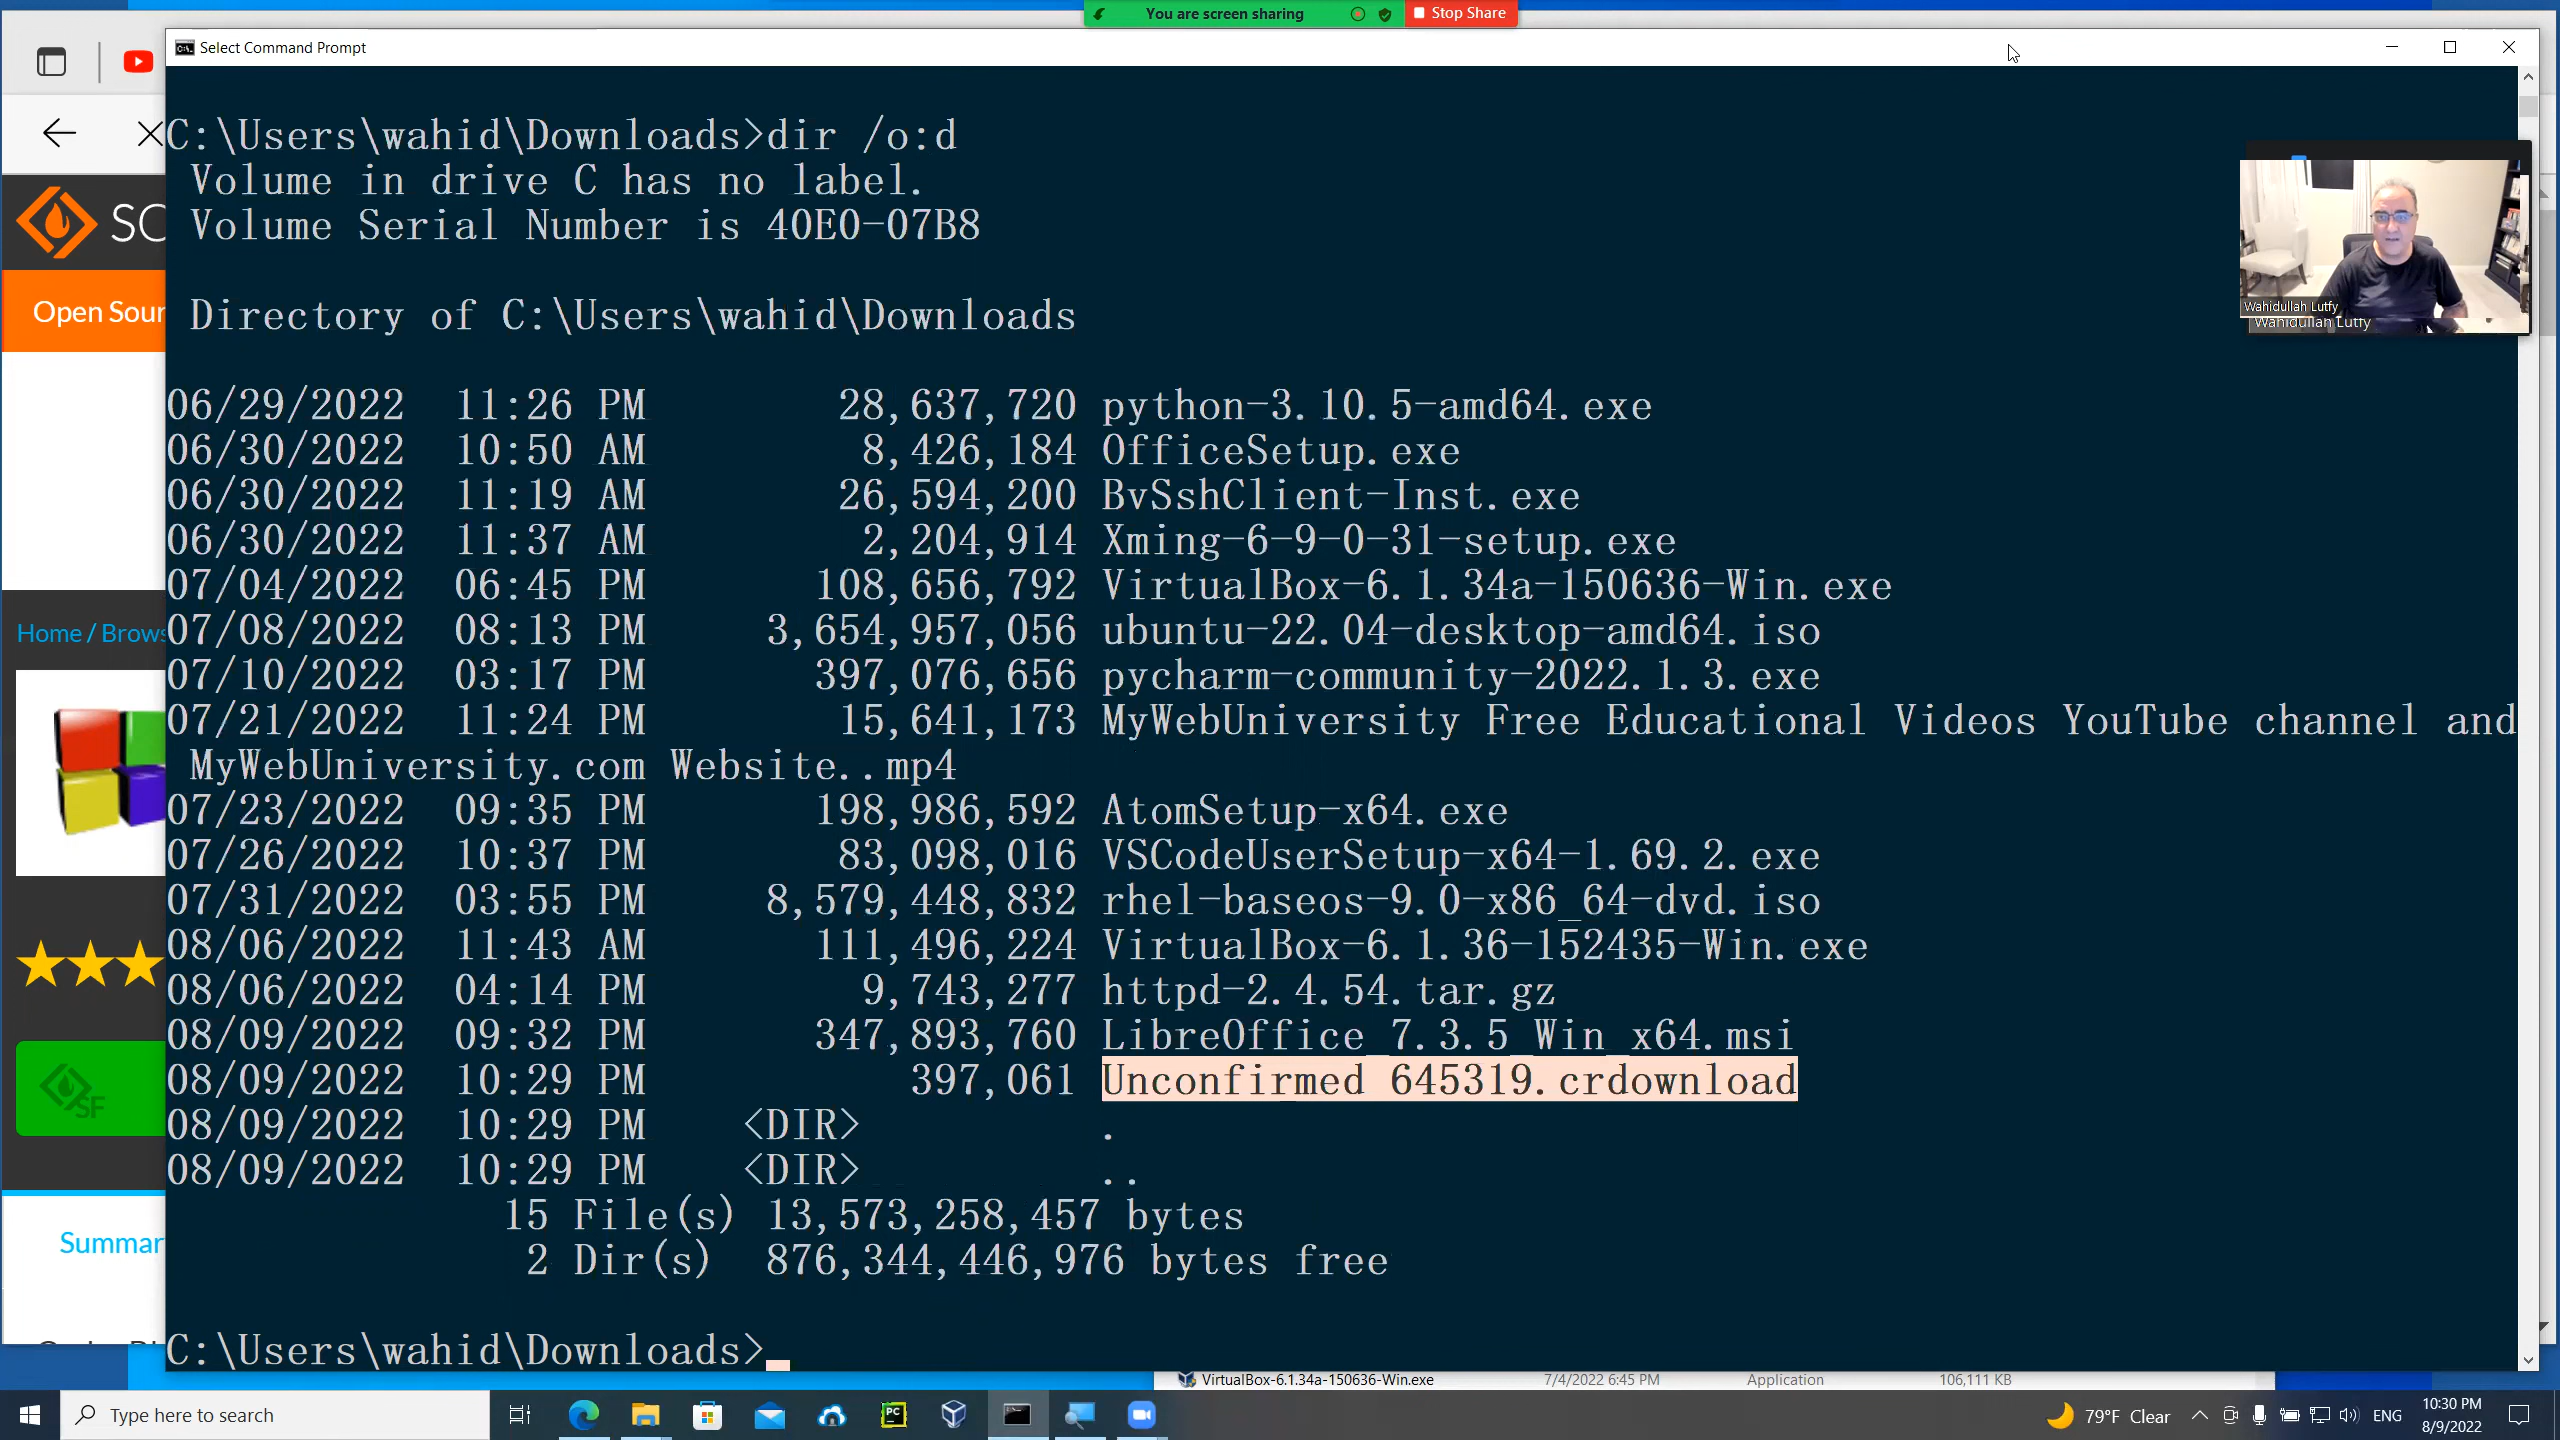 You are screen sharing
Stop Share
Select Command Prompt
C:\Users\wahid\Downloads>dir /o:d
Volume in drive C has no label.
Volume Serial Number is 40E0-07B8
Directory of C:\Users\wahid\Downloads
06/29/2022 11:26 PM 28,637,720 python-3.10.5-amd64.exe
06/30/2022 10:50 AM 8,426,184 OfficeSetup.exe
06/30/2022 11:19 AM 26,594,200 BvSshClient-Inst.exe
06/30/2022 11:37 AM 2,204,914 Xming-6-9-0-31-setup.exe
07/04/2022 06:45 PM 108,656,792 VirtualBox-6.1.34a-150636-Win.exe
07/08/2022 08:13 PM 3,654,957,056 ubuntu-22.04-desktop-amd64.iso
07/10/2022 03:17 PM 397,076,656 pycharm-community-2022.1.3.exe
07/21/2022 11:24 PM 15,641,173 MyWebUniversity Free Educational Videos YouTube channel and
MyWebUniversity.com Website..mp4
07/23/2022 09:35 PM 198,986,592 AtomSetup-x64.exe
07/26/2022 10:37 PM 83,098,016 VSCodeUserSetup-x64-1.69.2.exe
07/31/2022 03:55 PM 8,579,448,832 rhel-baseos-9.0-x86_64-dvd.iso
08/06/2022 11:43 AM 111,496,224 VirtualBox-6.1.36-152435-Win.exe
08/06/2022 04:14 PM 9,743,277 httpd-2.4.54.tar.gz
08/09/2022 09:32 PM 347,893,760 LibreOffice_7.3.5_Win_x64.msi
08/09/2022 10:29 PM 397,061 Unconfirmed 645319.crdownload
08/09/2022 10:29 PM <DIR> .
08/09/2022 10:29 PM <DIR> ..
15 File(s) 13,573,258,457 bytes
2 Dir(s) 876,344,446,976 bytes free
C:\Users\wahid\Downloads>
SO
Open Sour
Home / Brows
SF
Summar
Wahidullah Lutfy
Wahidullah Lutfy
VirtualBox-6.1.34a-150636-Win.exe 7/4/2022 6:45 PM Application 106,111 KB
Type here to search
PC
79°F Clear
ENG
10:30 PM
8/9/2022